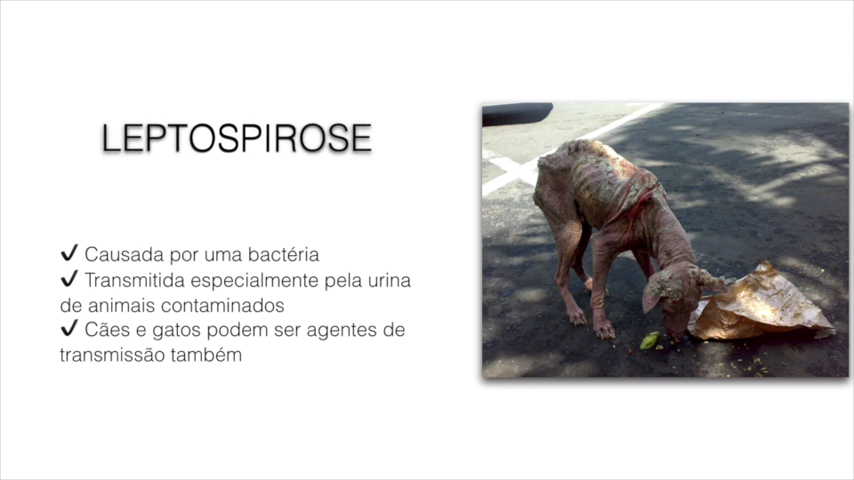 LEPTOSPIROSE
✔ Causada por uma bactéria
✔ Transmitida especialmente pela urina
de animais contaminados
✔ Cães e gatos podem ser agentes de
transmissão também